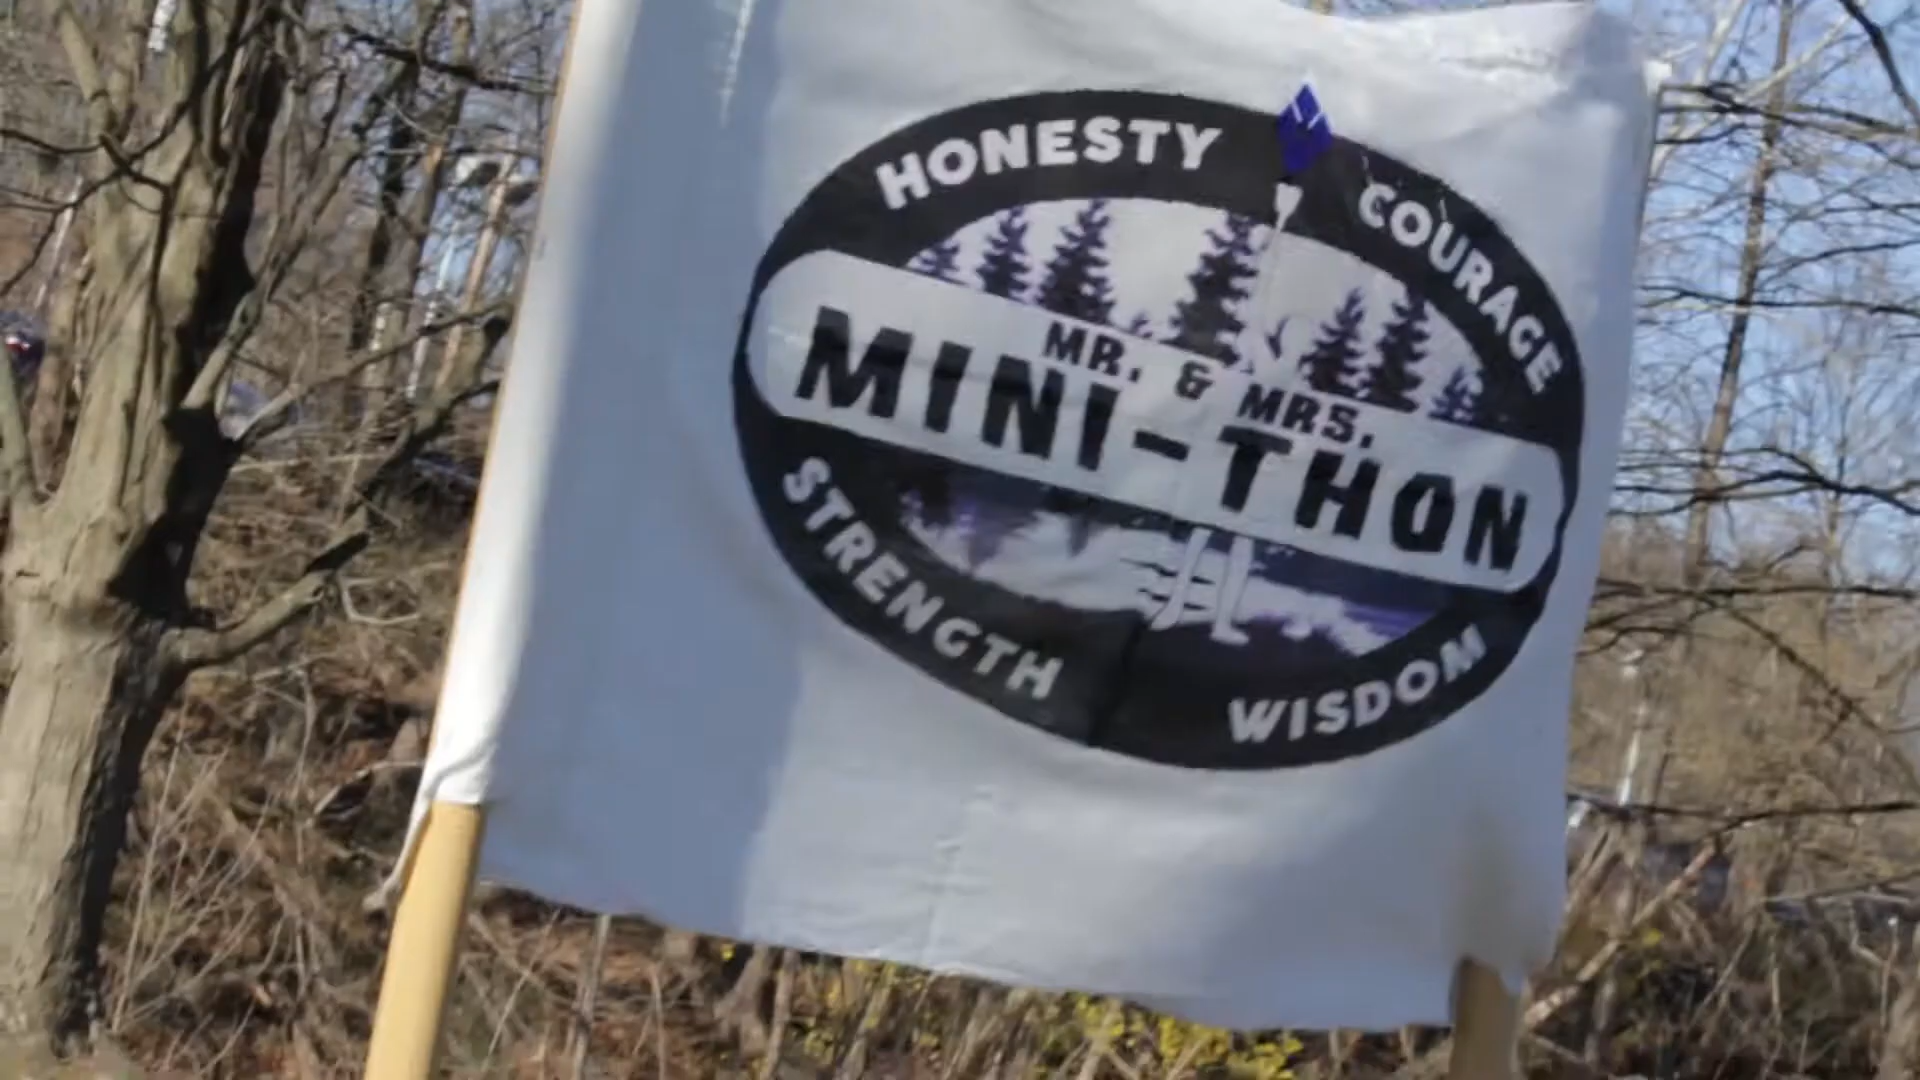 HONESTY
COURAGE
MR. & MRS.
MINI-THON
STRENGTH
WISDOM